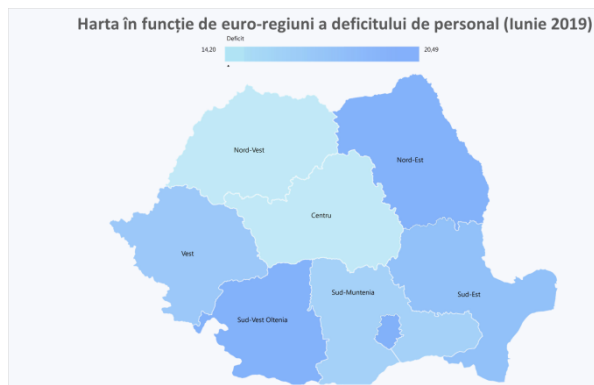 Harta în funcție de euro-regiuni a deficitului de personal (Iunie 2019)
Deficit
14,20 20,49
Nord-Vest
Nord-Est
Centru
Vest
Sud-Muntenia
Sud-Est
Sud-Vest Oltenia